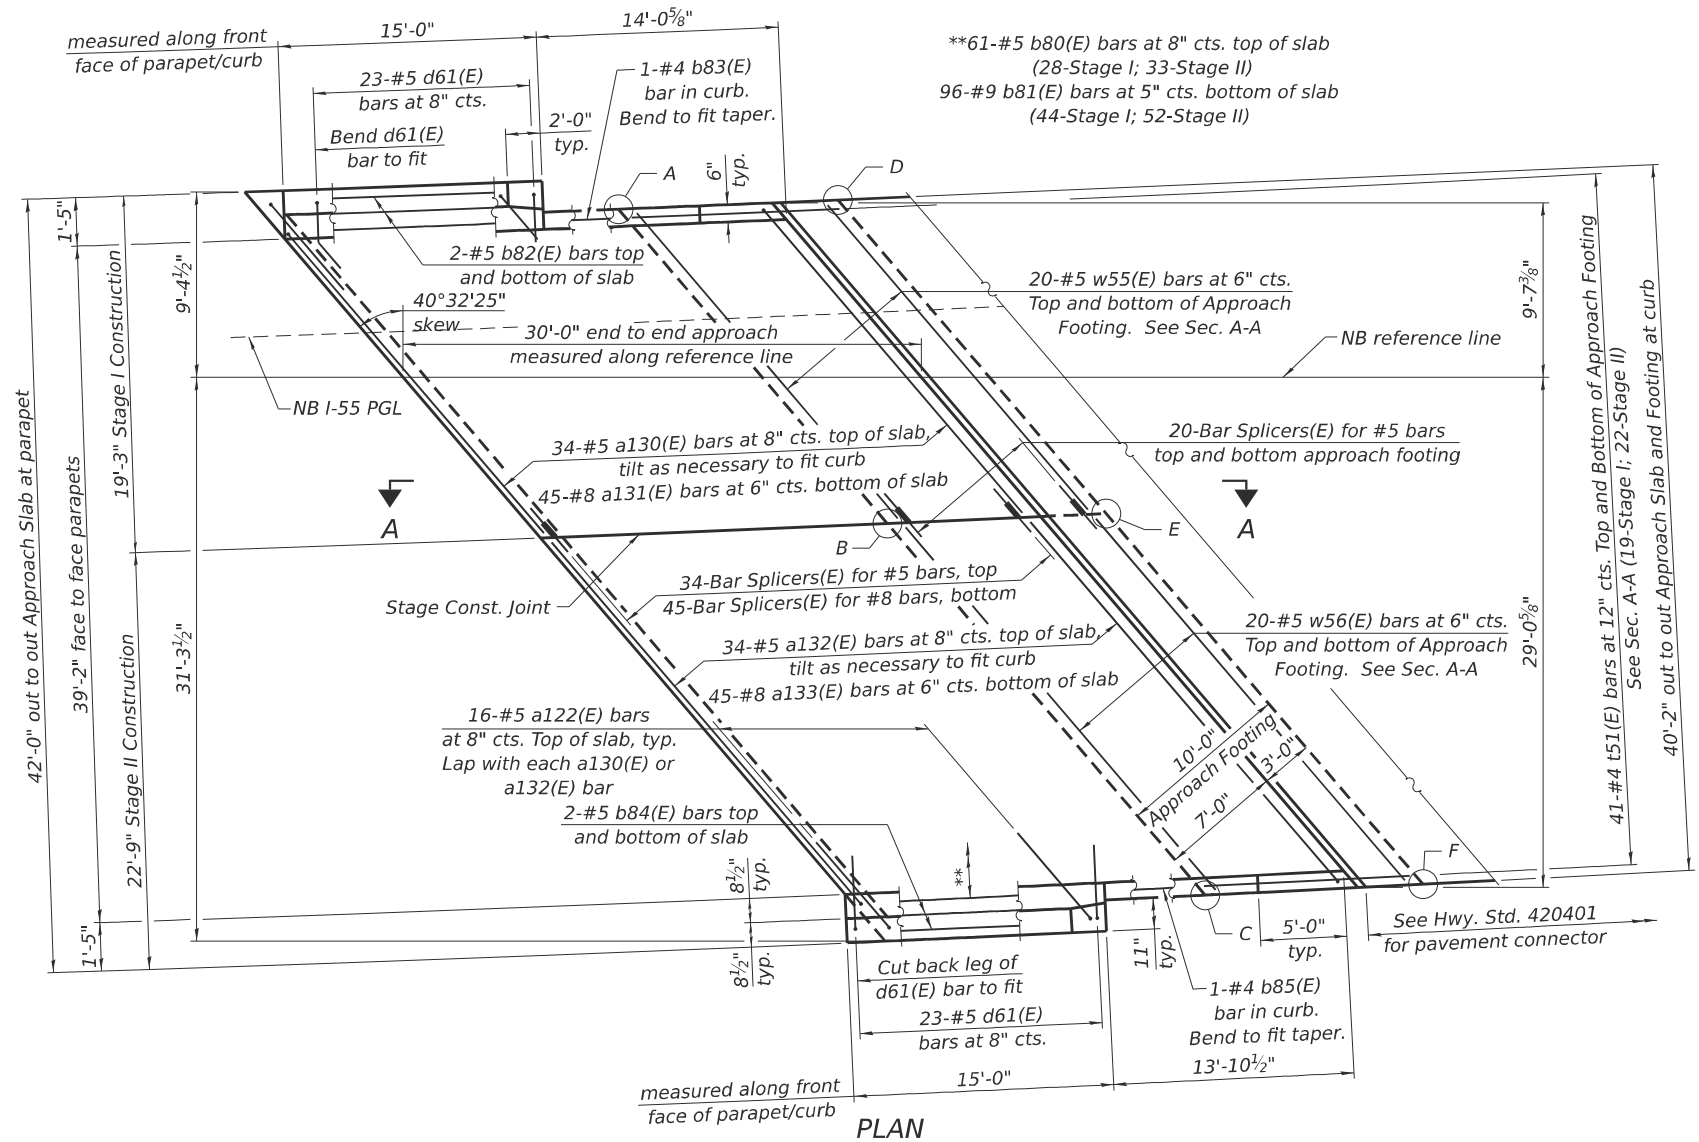 measured along front
face of parapet/curb
15'-0"
14'-0⅝"
23-#5 d61(E)
bars at 8" cts.
Bend d61(E)
bar to fit
2'-0"
typ.
1-#4 b83(E)
bar in curb.
Bend to fit taper.
6"
typ.
**61-#5 b80(E) bars at 8" cts. top of slab
(28-Stage I; 33-Stage II)
96-#9 b81(E) bars at 5" cts. bottom of slab
(44-Stage I; 52-Stage II)
A
D
1'-5"
9'-4½"
2-#5 b82(E) bars top
and bottom of slab
40°32'25"
skew
30'-0" end to end approach
measured along reference line
20-#5 w55(E) bars at 6" cts.
Top and bottom of Approach
Footing. See Sec. A-A
9'-7⅜"
NB reference line
NB I-55 PGL
42'-0" out to out Approach Slab at parapet
39'-2" face to face parapets
19'-3" Stage I Construction
22'-9" Stage II Construction
31'-3½"
1'-5"
34-#5 a130(E) bars at 8" cts. top of slab,
tilt as necessary to fit curb
45-#8 a131(E) bars at 6" cts. bottom of slab
20-Bar Splicers(E) for #5 bars
top and bottom approach footing
A
A
B
E
Stage Const. Joint
34-Bar Splicers(E) for #5 bars, top
45-Bar Splicers(E) for #8 bars, bottom
34-#5 a132(E) bars at 8" cts. top of slab,
tilt as necessary to fit curb
45-#8 a133(E) bars at 6" cts. bottom of slab
20-#5 w56(E) bars at 6" cts.
Top and bottom of Approach
Footing. See Sec. A-A
29'-0⅝"
41-#4 t51(E) bars at 12" cts. Top and Bottom of Approach Footing
See Sec. A-A (19-Stage I; 22-Stage II)
40'-2" out to out Approach Slab and Footing at curb
16-#5 a122(E) bars
at 8" cts. Top of slab, typ.
Lap with each a130(E) or
a132(E) bar
2-#5 b84(E) bars top
and bottom of slab
10'-0"
Approach Footing
3'-0"
7'-0"
8½"
typ.
**
8½"
typ.
F
C
11"
typ.
5'-0"
typ.
See Hwy. Std. 420401
for pavement connector
Cut back leg of
d61(E) bar to fit
23-#5 d61(E)
bars at 8" cts.
1-#4 b85(E)
bar in curb.
Bend to fit taper.
measured along front
face of parapet/curb
15'-0"
13'-10½"
PLAN